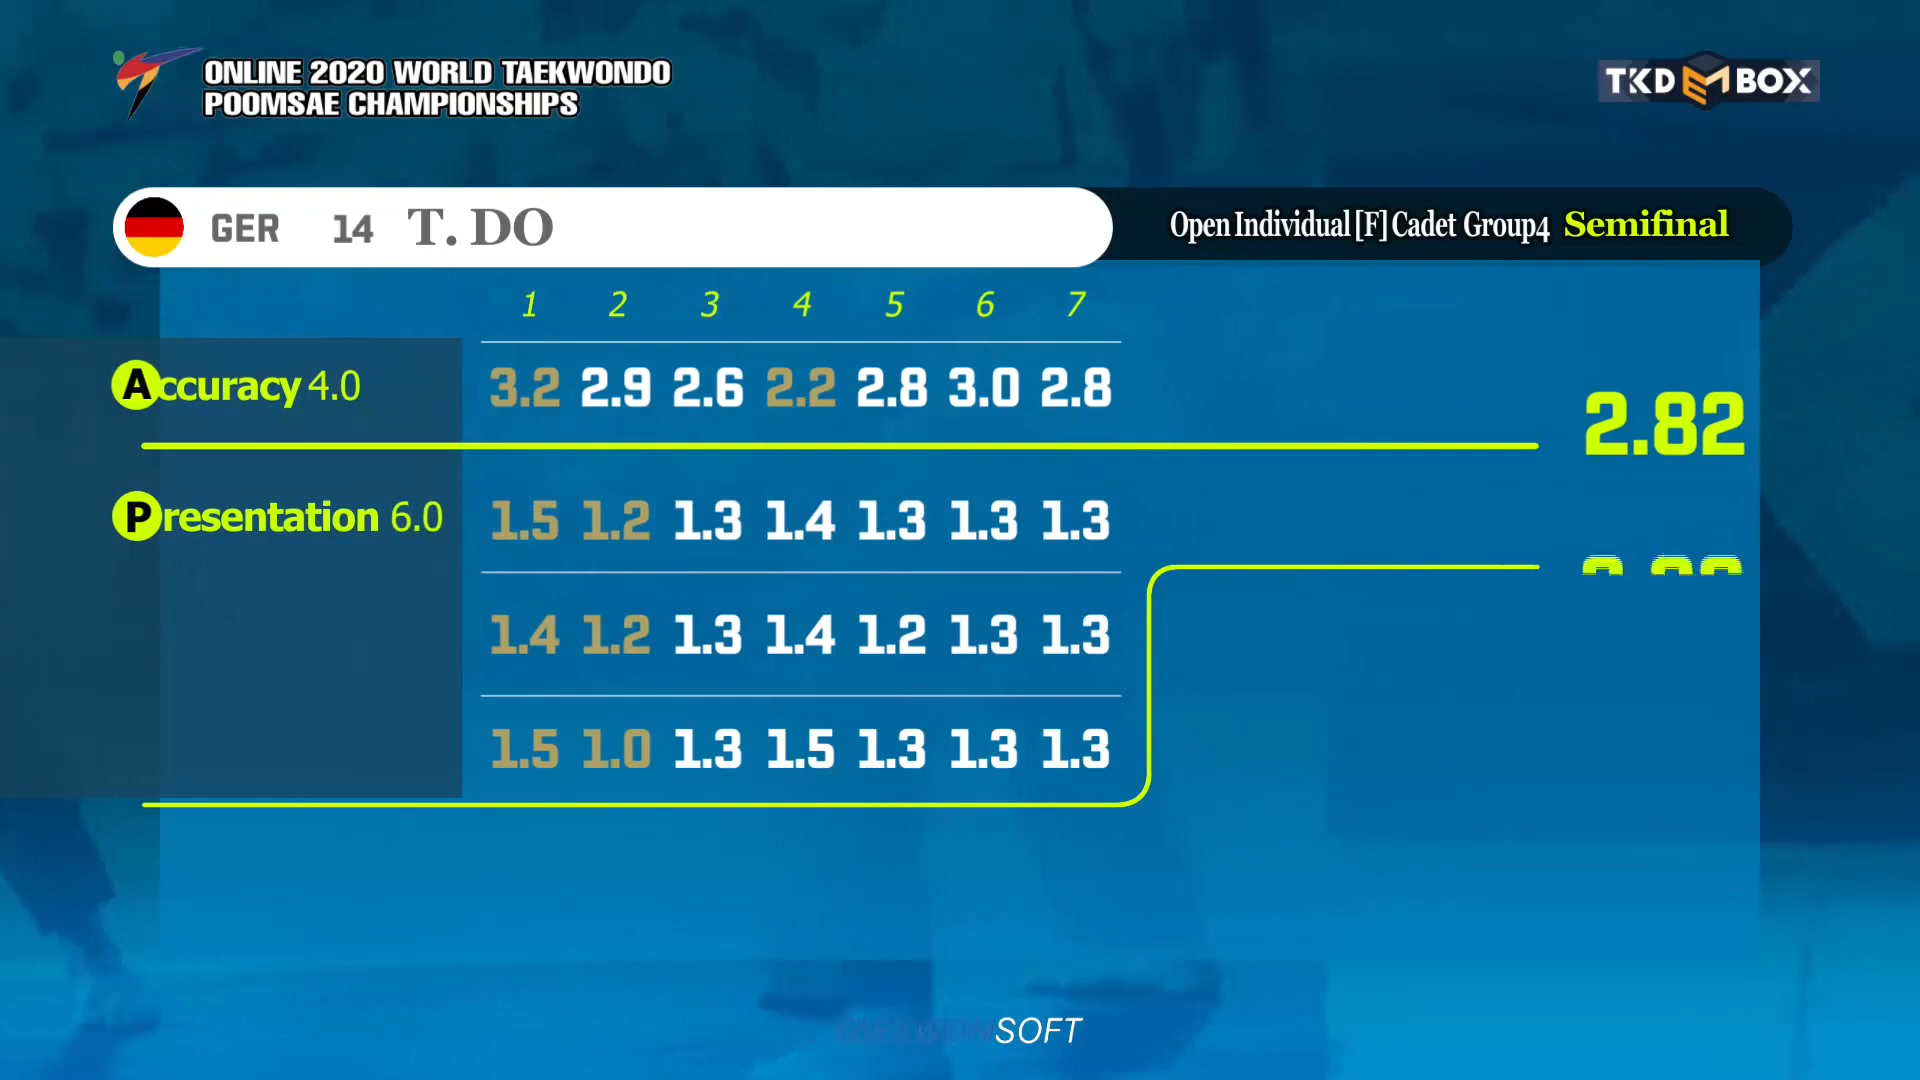 ONLINE 2020 WORLD TAEKWONDO
POOMSAE CHAMPIONSHIPS
TKD BOX
GER 14 T. DO
Open Individual [F] Cadet Group4 Semifinal
1 2 3 4 5 6 7
Accuracy 4.0 3.2 2.9 2.6 2.2 2.8 3.0 2.8
2.82
Presentation 6.0 1.5 1.2 1.3 1.4 1.3 1.3 1.3
1.4 1.2 1.3 1.4 1.2 1.3 1.3
1.5 1.0 1.3 1.5 1.3 1.3 1.3
SOFT